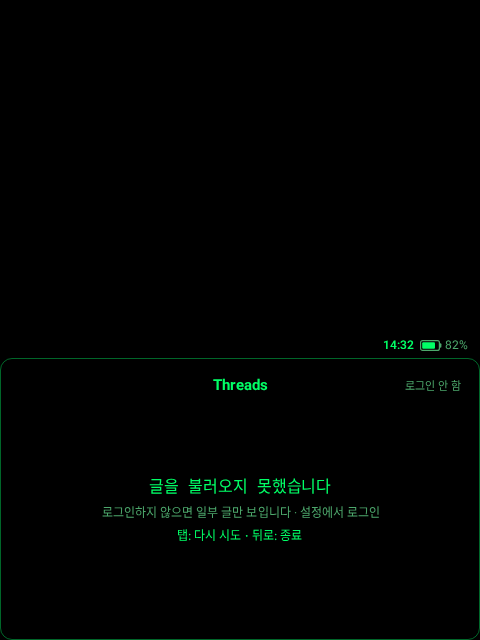 14:32 82%
Threads 로그인 안 함
글을 불러오지 못했습니다
로그인하지 않으면 일부 글만 보입니다 · 설정에서 로그인
탭: 다시 시도 · 뒤로: 종료